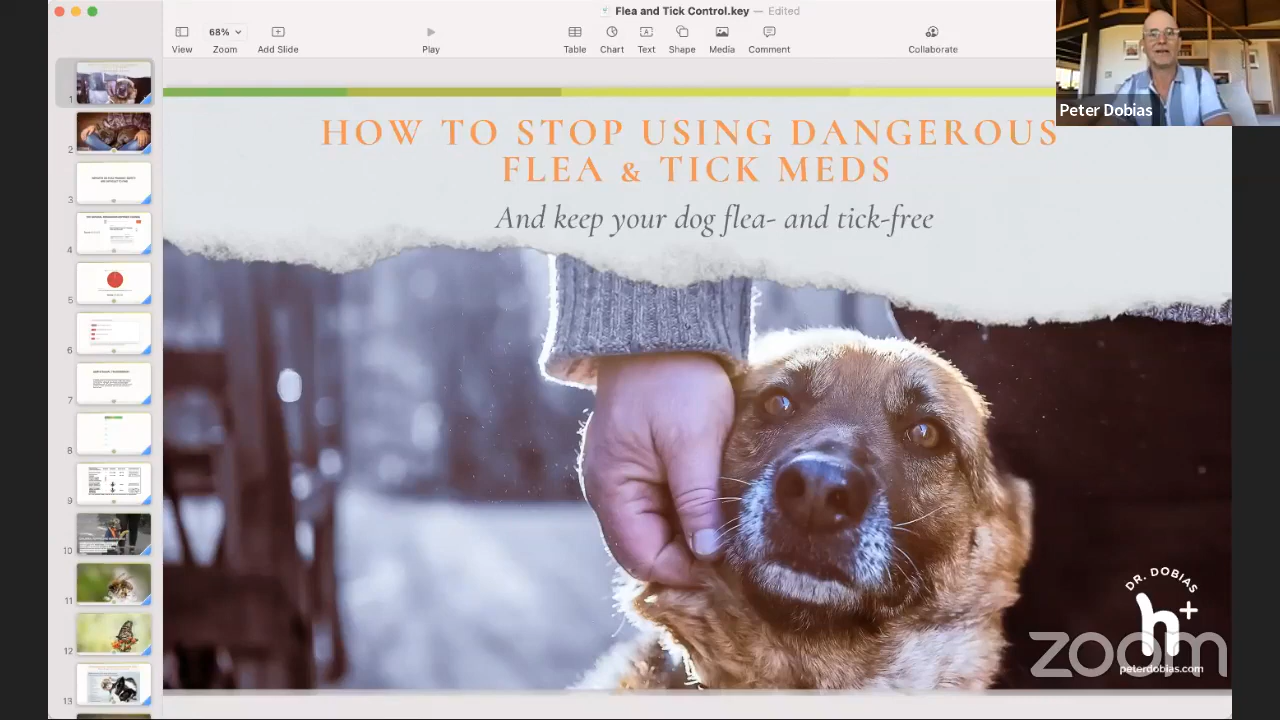 Flea and Tick Control.key — Edited
View
68%
Zoom
Add Slide
Play
Table
Chart
Text
Shape
Media
Comment
Collaborate
Peter Dobias
1
2
3
4
5
6
7
8
9
10
11
12
13
HOW TO STOP USING DANGEROUS
FLEA & TICK MEDS
And keep your dog flea- and tick-free
DR. DOBIAS
h+
zoom
peterdobias.com